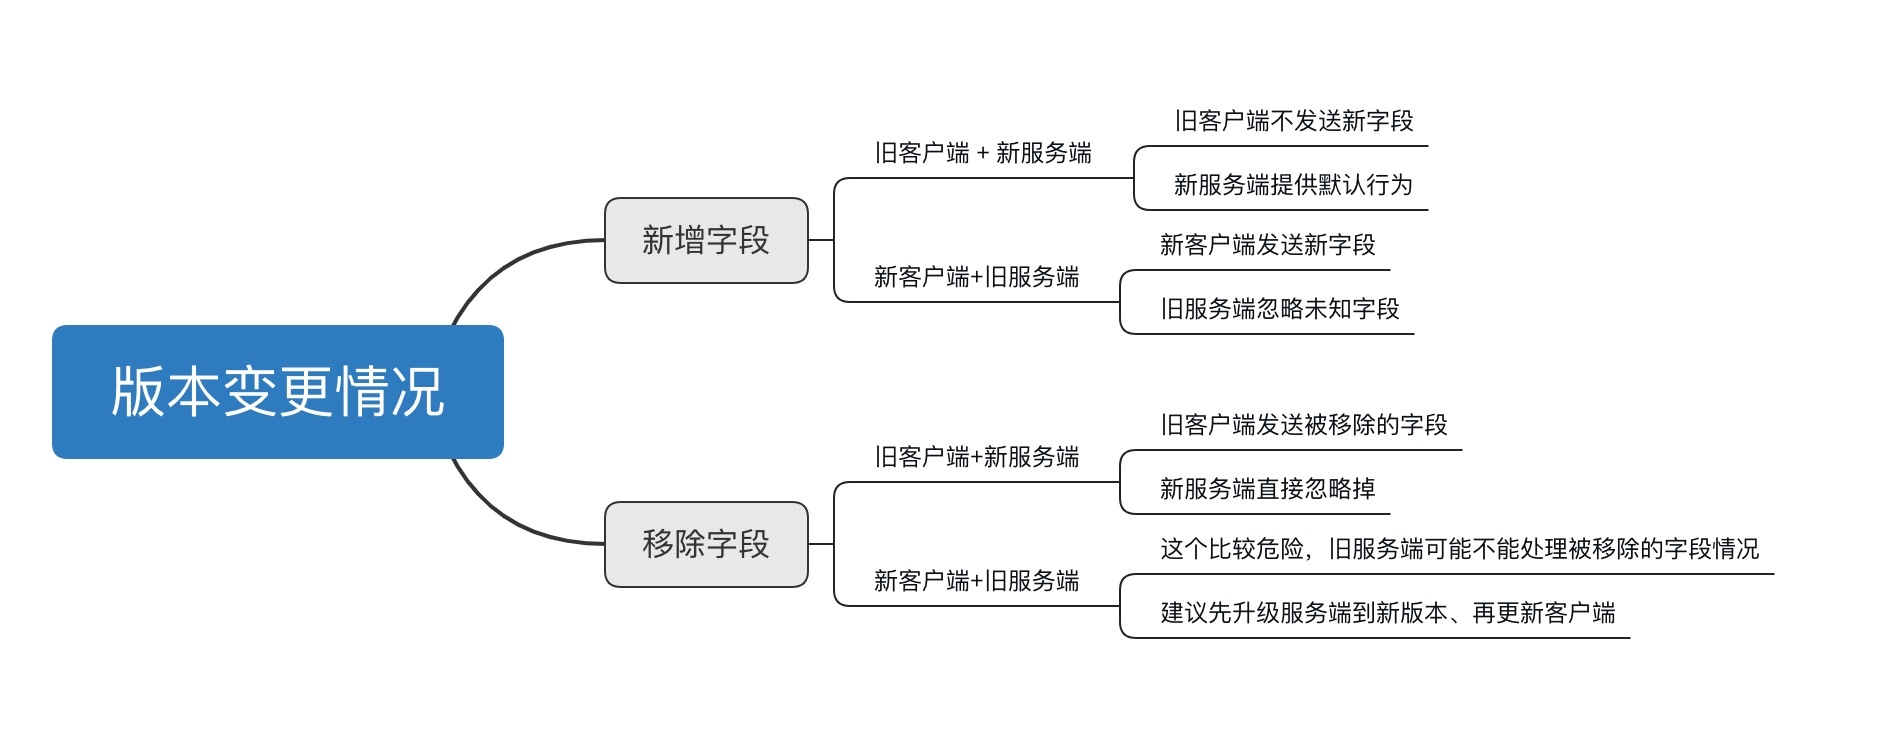 版本变更情况
新增字段
旧客户端 + 新服务端
旧客户端不发送新字段
新服务端提供默认行为
新客户端+旧服务端
新客户端发送新字段
旧服务端忽略未知字段
移除字段
旧客户端+新服务端
旧客户端发送被移除的字段
新服务端直接忽略掉
新客户端+旧服务端
这个比较危险，旧服务端可能不能处理被移除的字段情况
建议先升级服务端到新版本、再更新客户端